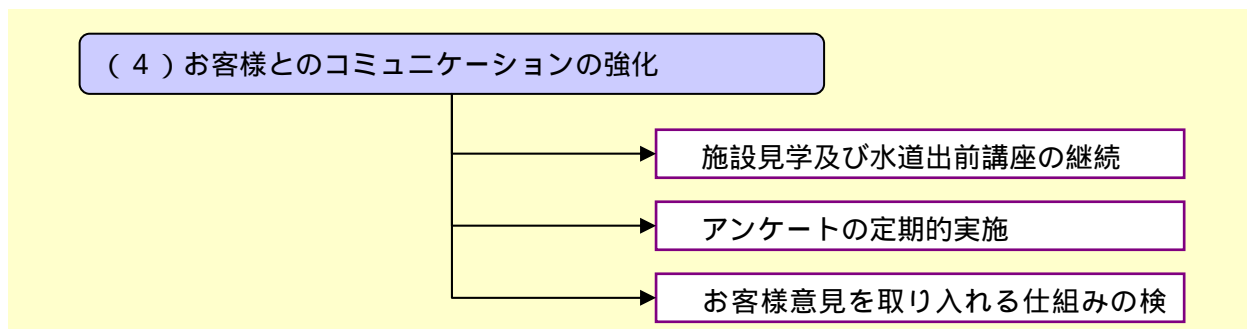 （４）お客様とのコミュニケーションの強化
施設見学及び水道出前講座の継続
アンケートの定期的実施
お客様意見を取り入れる仕組みの検